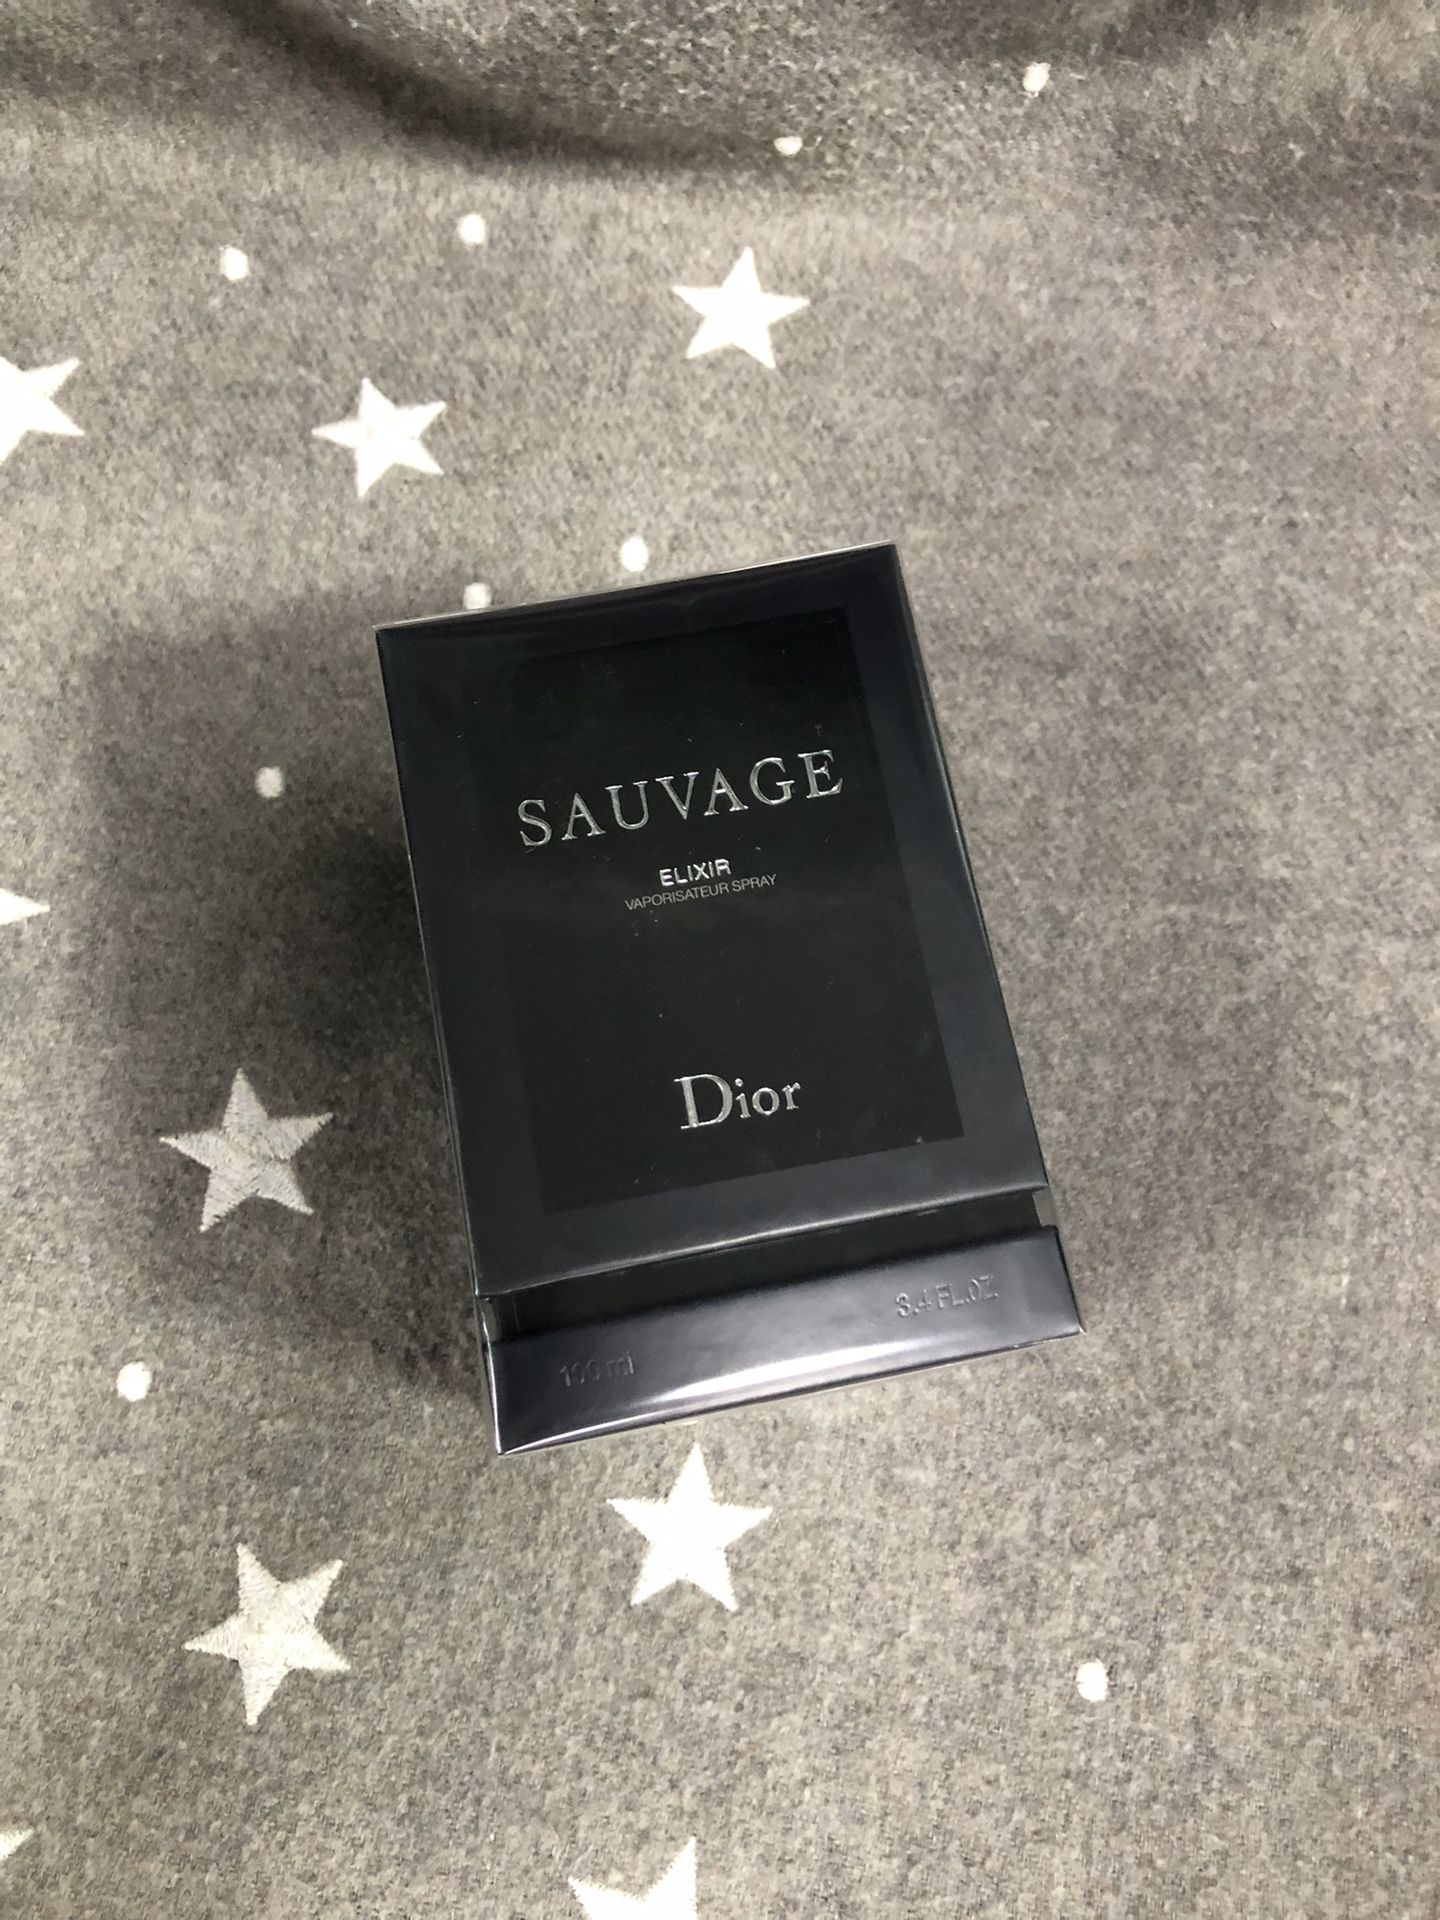 SAUVAGE
ELIXIR
VAPORISATEUR SPRAY
Dior
100 ml 3.4 FL.OZ.